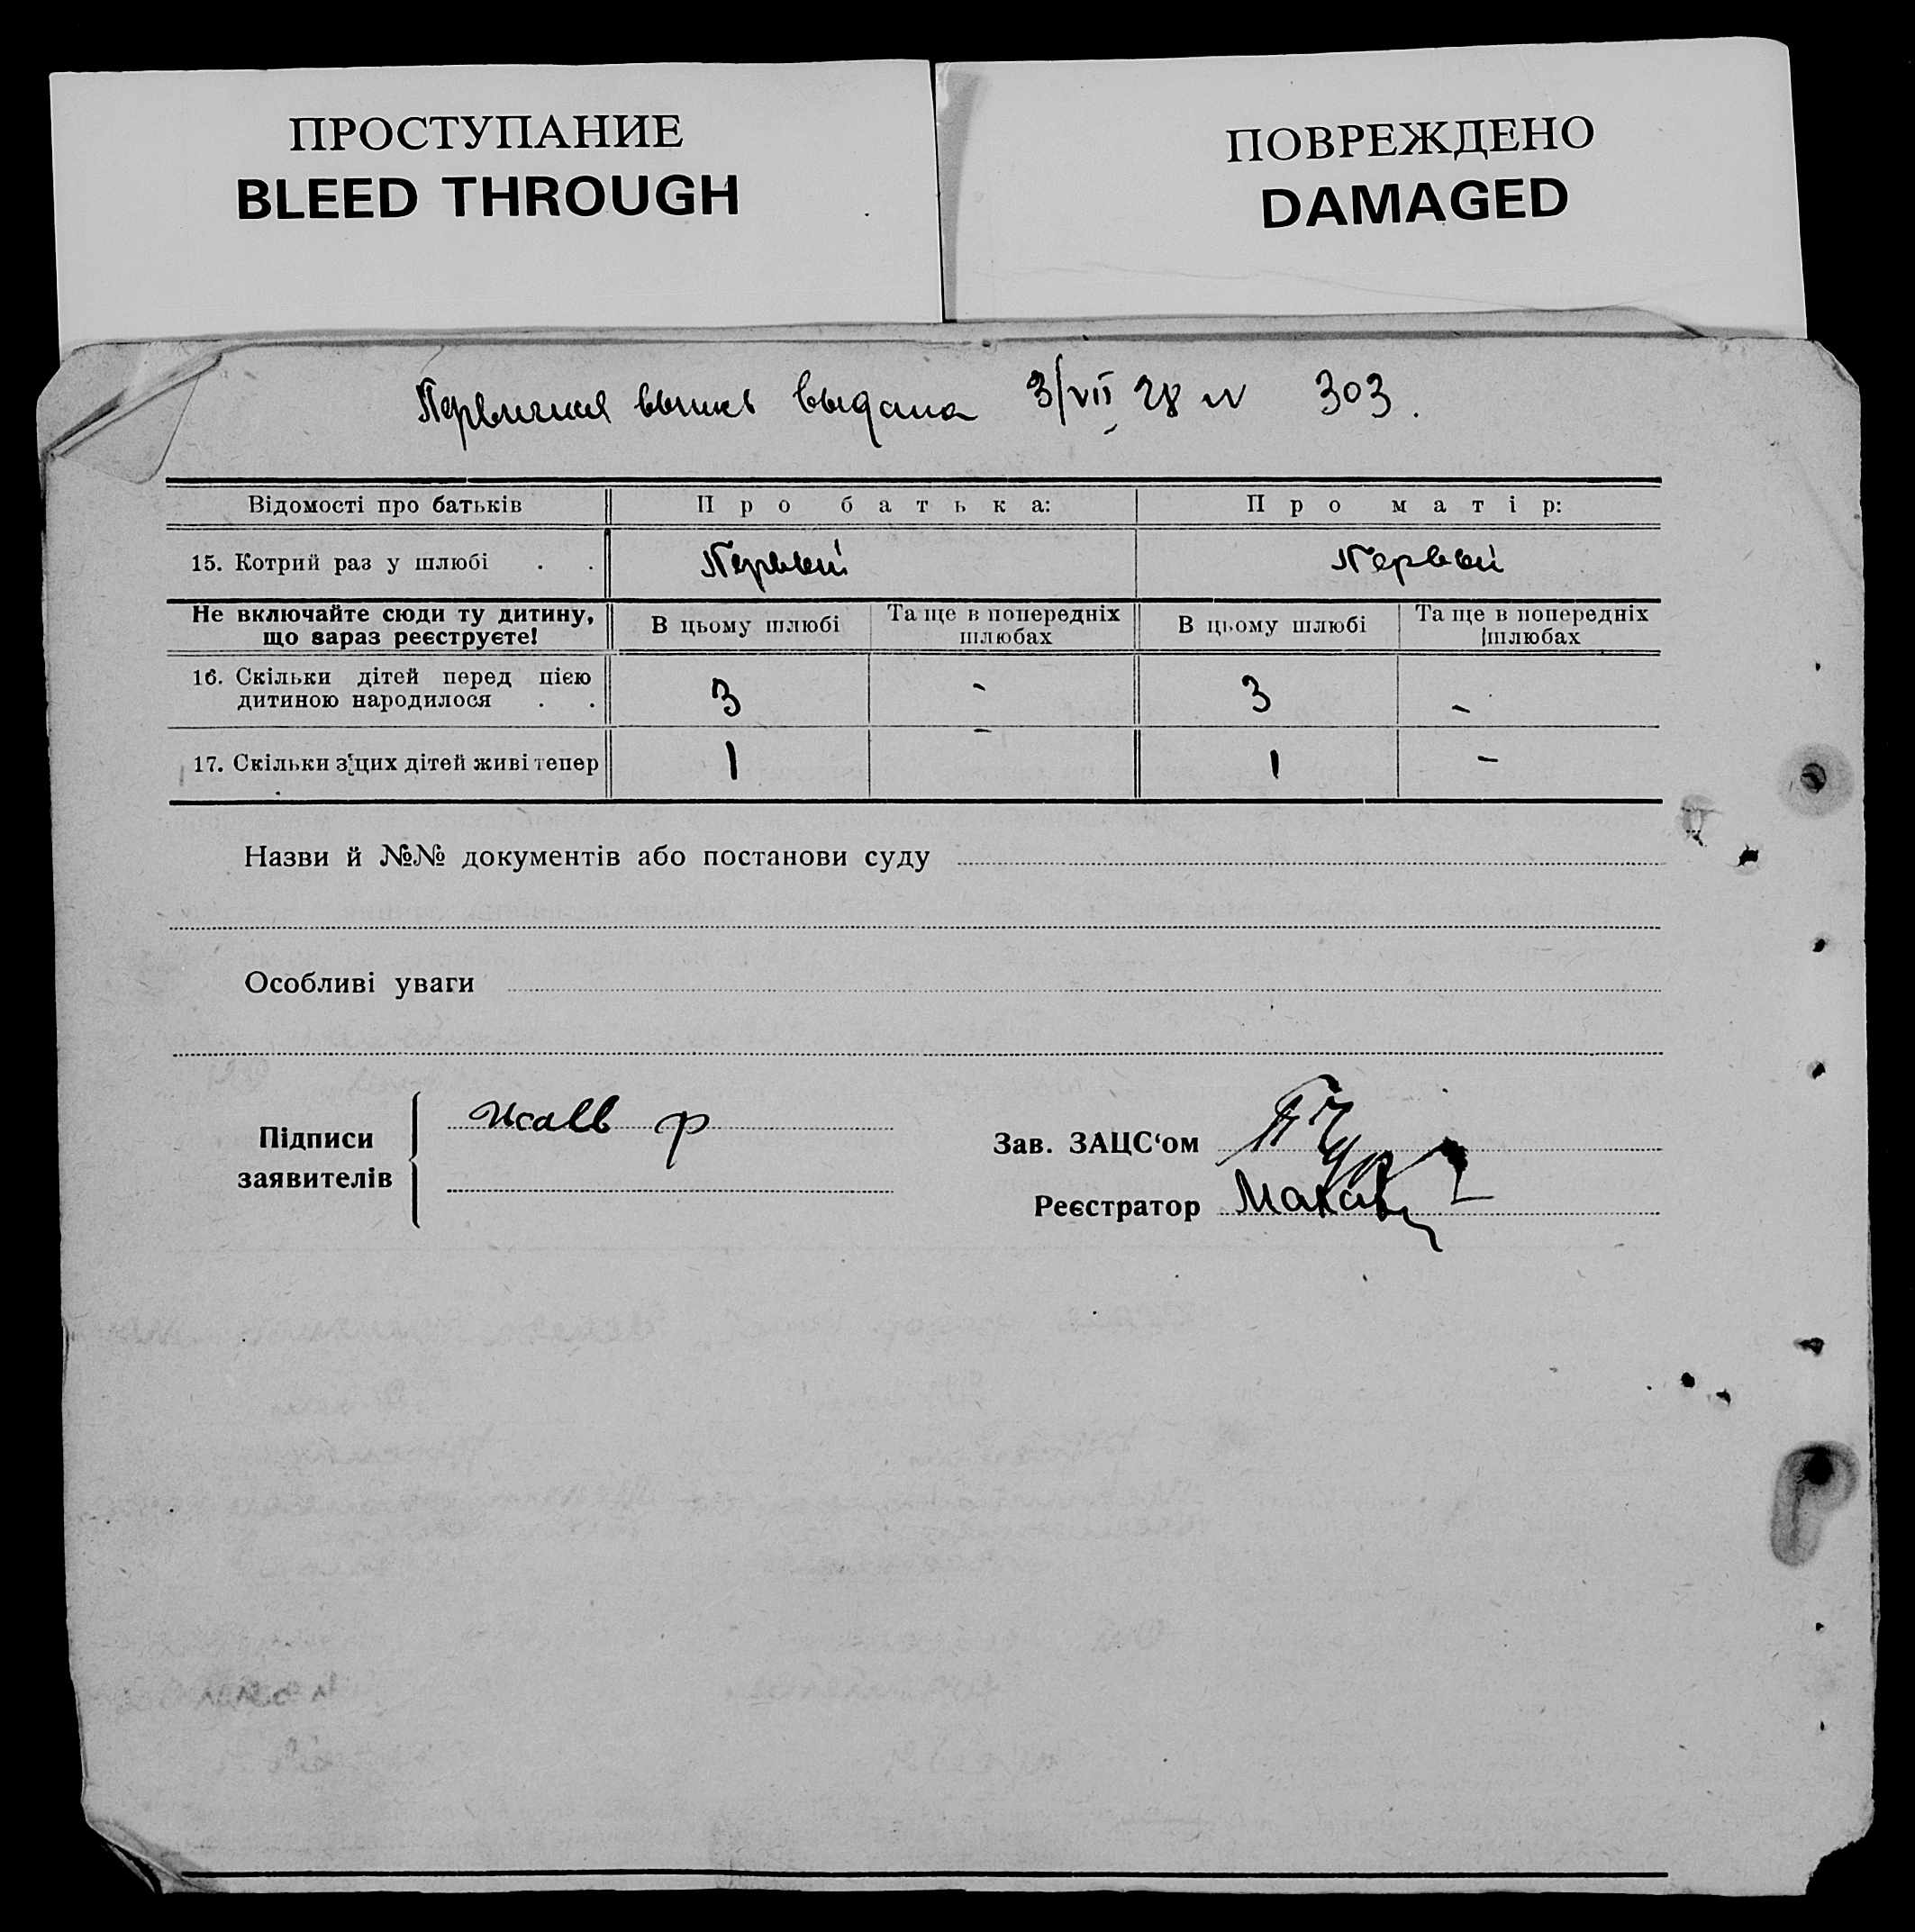 ПРОСТУПАНИЕ
BLEED THROUGH
ПОВРЕЖДЕНО
DAMAGED
Первичная выпись выдана 3/VII 28 N 303.
Відомості про батьків Про батька: Про матір:
15. Котрий раз у шлюбі . . Первый Первый
Не включайте сюди ту дитину, що зараз реєструєте! В цьому шлюбі Та ще в попередніх шлюбах В цьому шлюбі Та ще в попередніх шлюбах
16. Скільки дітей перед цією дитиною народилося . . 3 - 3 -
17. Скільки з цих дітей живі тепер 1 - 1 -
Назви й №№ документів або постанови суду
Особливі уваги
Підписи заявителів
Зав. ЗАЦС‘ом
Реєстратор